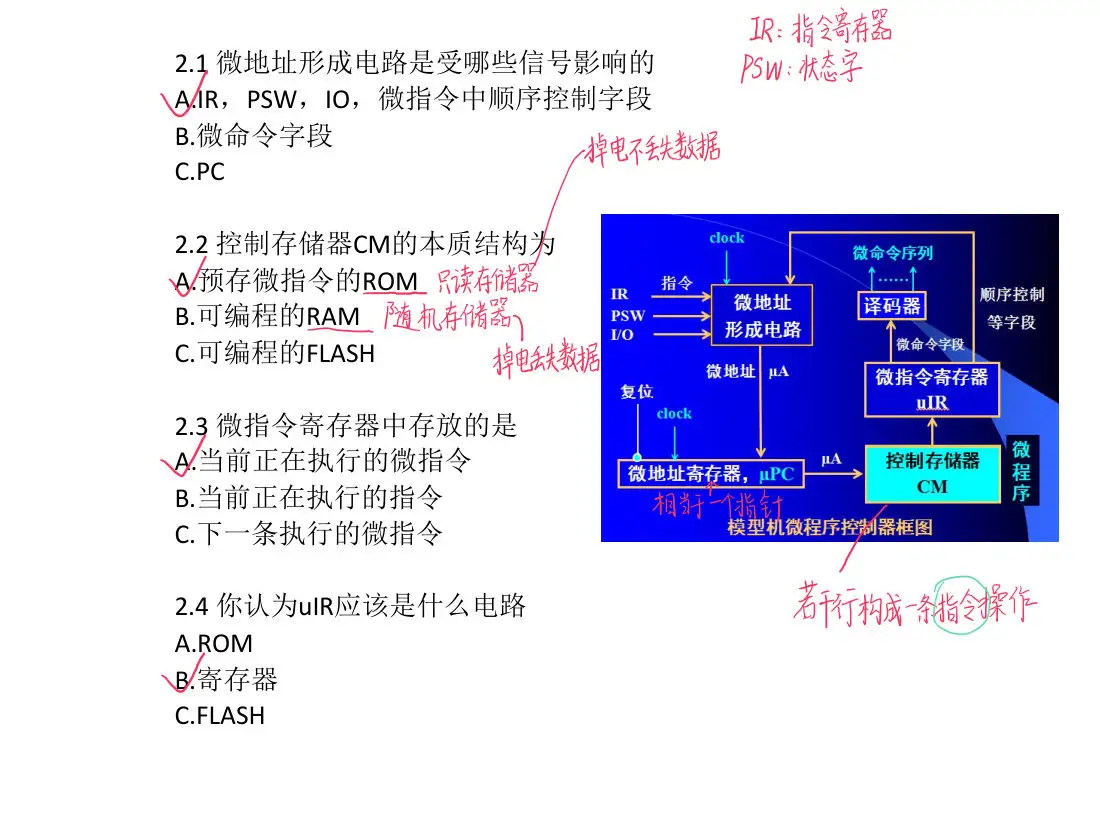 IR：指令寄存器
PSW：状态字
2.1 微地址形成电路是受哪些信号影响的
A.IR，PSW，IO，微指令中顺序控制字段
B.微命令字段
C.PC
掉电不丢失数据
2.2 控制存储器CM的本质结构为
A.预存微指令的ROM 只读存储器
B.可编程的RAM 随机存储器
C.可编程的FLASH
掉电丢失数据
2.3 微指令寄存器中存放的是
A.当前正在执行的微指令
B.当前正在执行的指令
C.下一条执行的微指令
2.4 你认为uIR应该是什么电路
A.ROM
B.寄存器
C.FLASH
clock
微命令序列
……
IR
指令
PSW
I/O
微地址
形成电路
译码器
顺序控制
等字段
微命令字段
微地址 μA
微指令寄存器
uIR
复位
clock
微地址寄存器，μPC
μA
控制存储器
CM
微程序
相当于一个指针
模型机微程序控制器框图
若干行构成一条指令操作